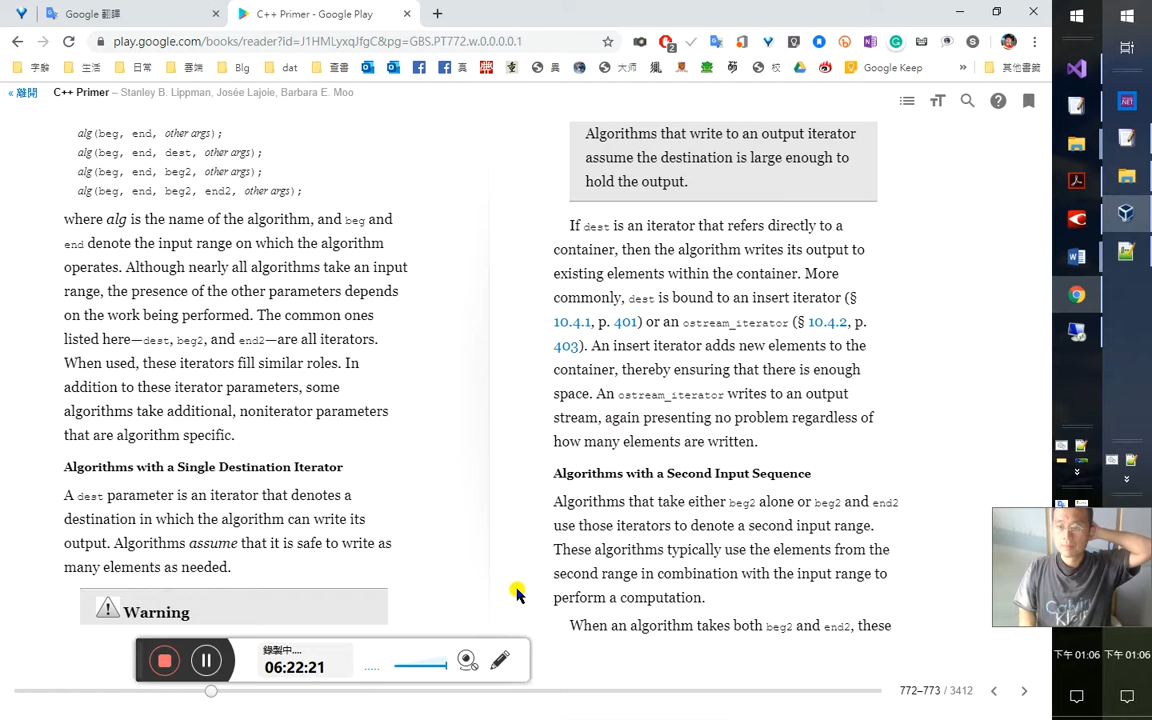 Google 翻譯
C++ Primer - Google Play
play.google.com/books/reader?id=J1HMLyxqJfgC&pg=GBS.PT772.w.0.0.0.0.1
字辭
生活
日常
雲端
Blg
dat
查書
真
異
大师
校
Google Keep
»
其他書籤
« 離開
C++ Primer – Stanley B. Lippman, Josée Lajoie, Barbara E. Moo
alg(beg, end, other args);
alg(beg, end, dest, other args);
alg(beg, end, beg2, other args);
alg(beg, end, beg2, end2, other args);
where alg is the name of the algorithm, and beg and
end denote the input range on which the algorithm
operates. Although nearly all algorithms take an input
range, the presence of the other parameters depends
on the work being performed. The common ones
listed here—dest, beg2, and end2—are all iterators.
When used, these iterators fill similar roles. In
addition to these iterator parameters, some
algorithms take additional, noniterator parameters
that are algorithm specific.
Algorithms with a Single Destination Iterator
A dest parameter is an iterator that denotes a
destination in which the algorithm can write its
output. Algorithms assume that it is safe to write as
many elements as needed.
Warning
Algorithms that write to an output iterator
assume the destination is large enough to
hold the output.
If dest is an iterator that refers directly to a
container, then the algorithm writes its output to
existing elements within the container. More
commonly, dest is bound to an insert iterator (§
10.4.1, p. 401) or an ostream_iterator (§ 10.4.2, p.
403). An insert iterator adds new elements to the
container, thereby ensuring that there is enough
space. An ostream_iterator writes to an output
stream, again presenting no problem regardless of
how many elements are written.
Algorithms with a Second Input Sequence
Algorithms that take either beg2 alone or beg2 and end2
use those iterators to denote a second input range.
These algorithms typically use the elements from the
second range in combination with the input range to
perform a computation.
When an algorithm takes both beg2 and end2, these
錄製中....
06:22:21
772–773 / 3412
下午 01:06
下午 01:06